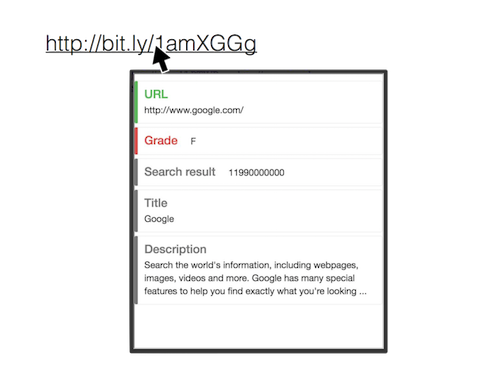 http://bit.ly/1amXGGg
URL
http://www.google.com/
Grade F
Search result 11990000000
Title
Google
Description
Search the world's information, including webpages,
images, videos and more. Google has many special
features to help you find exactly what you're looking ...